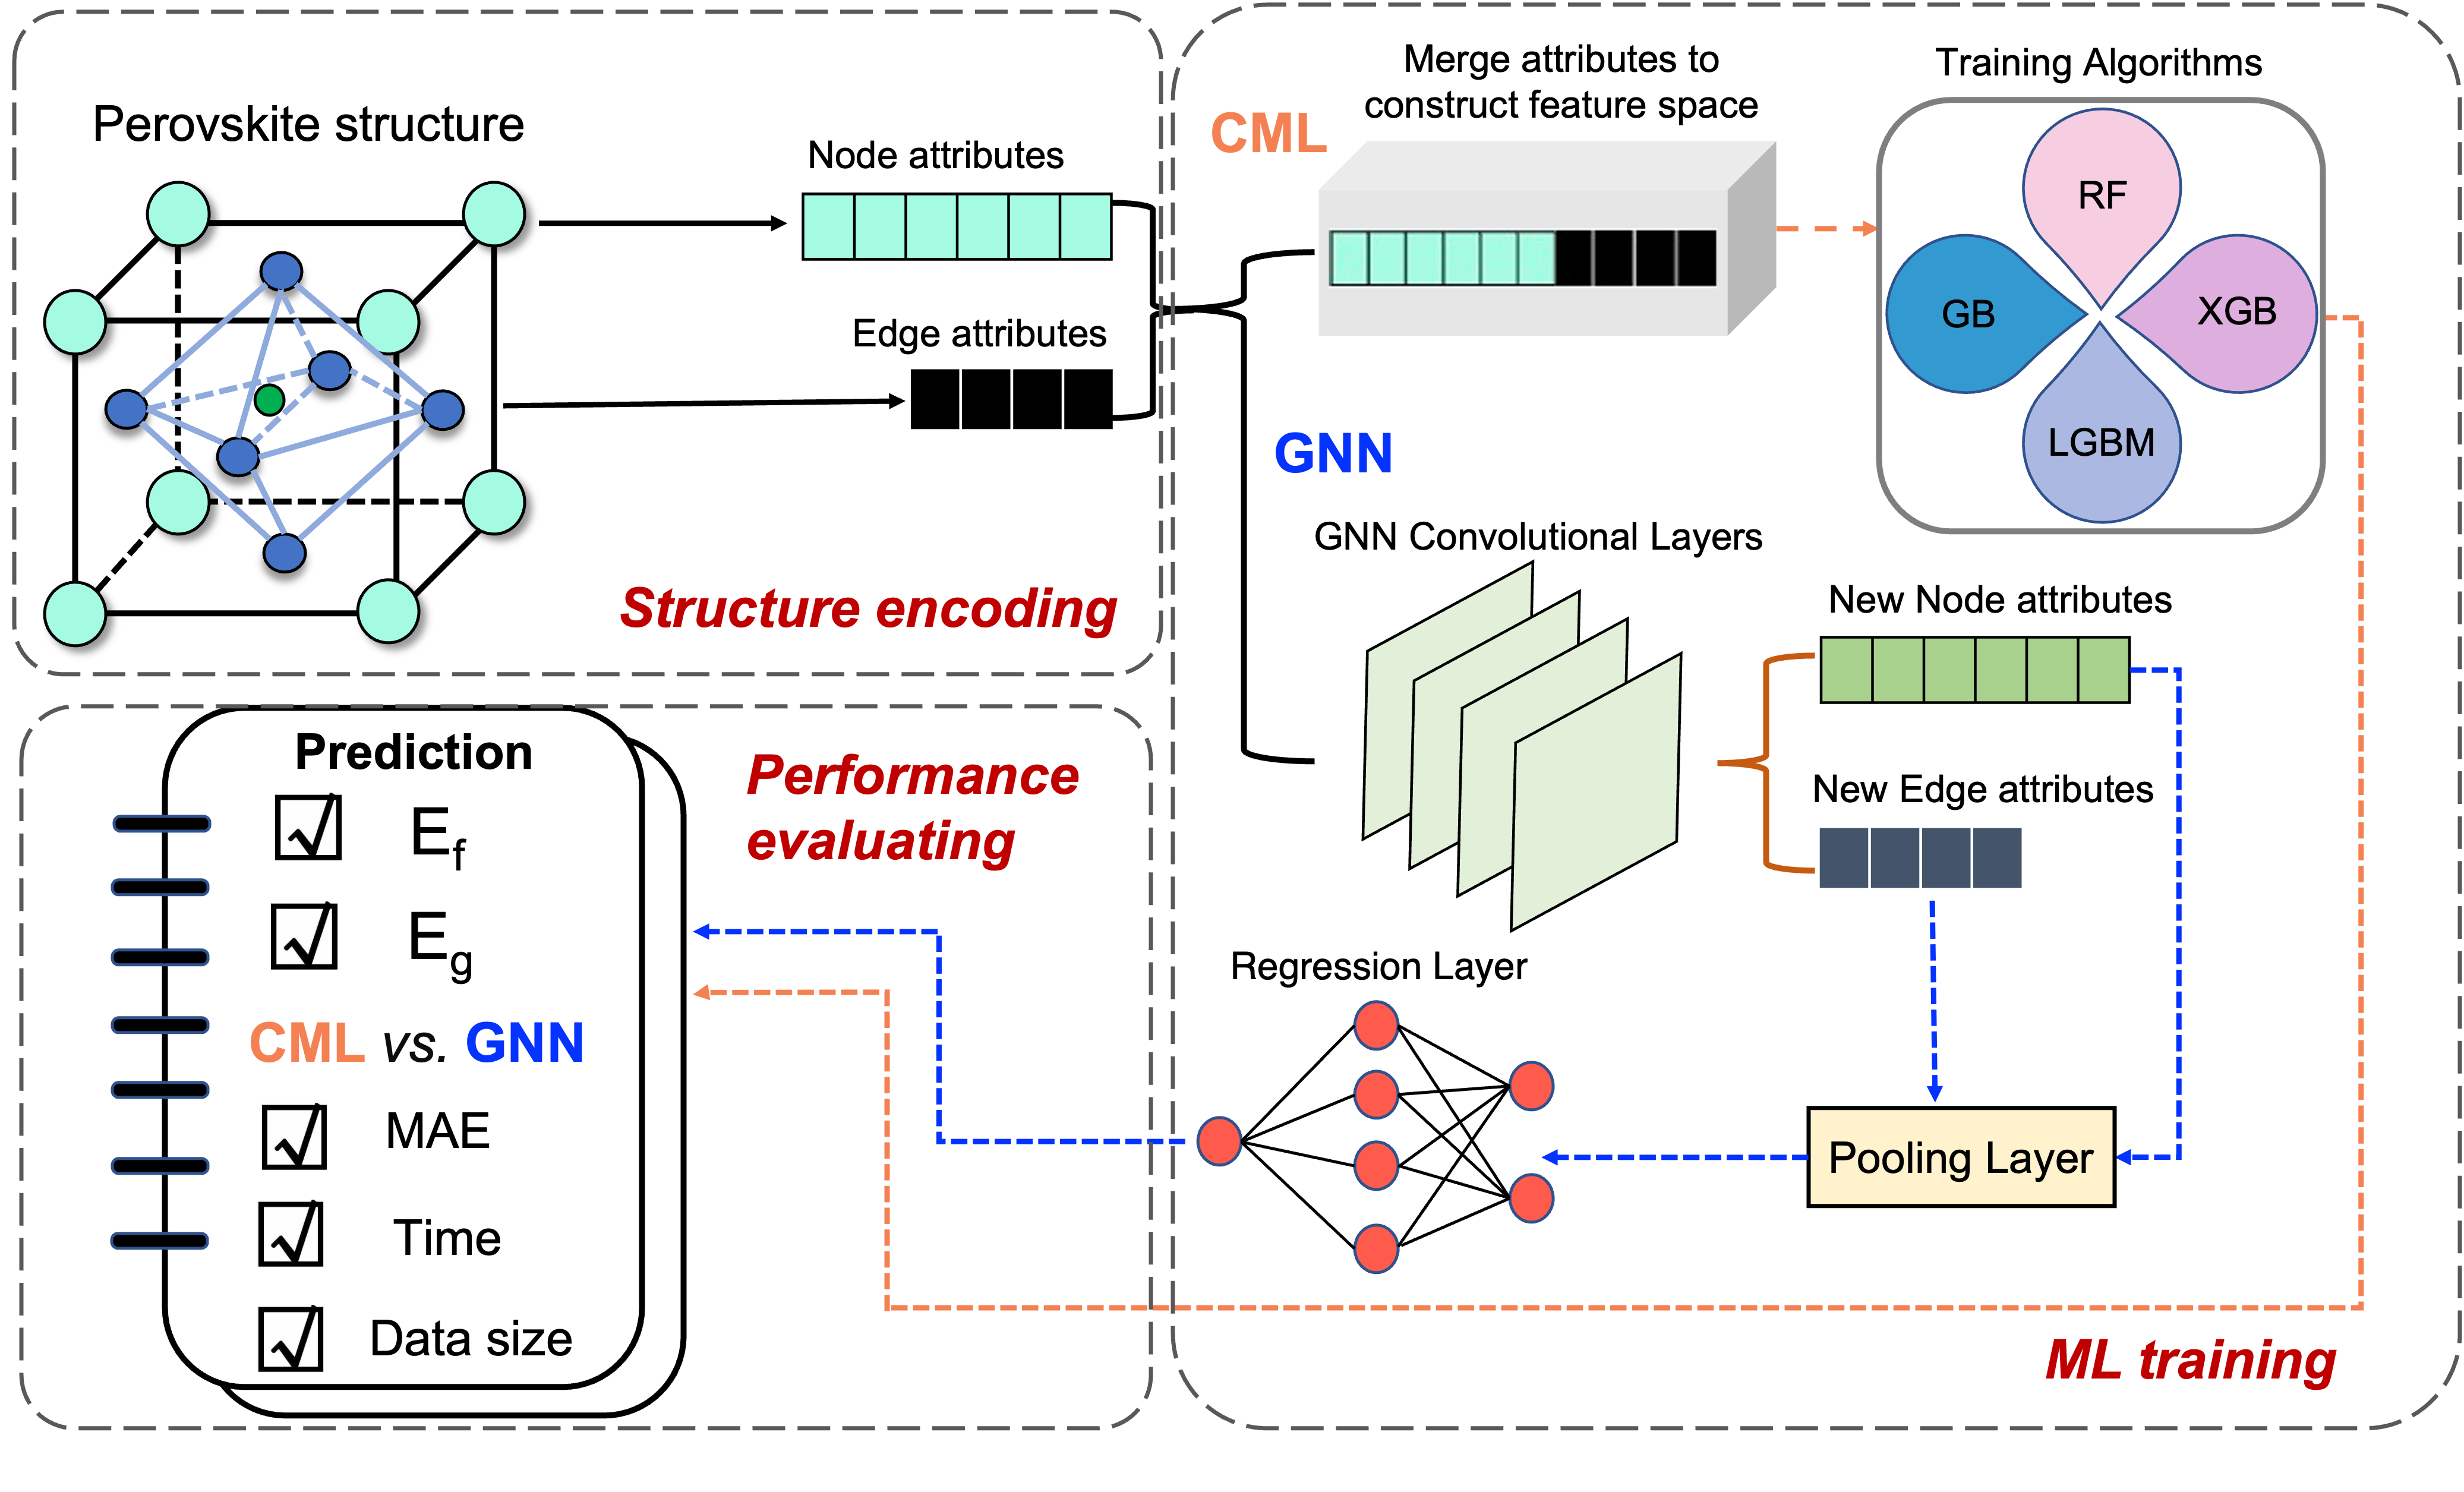 Perovskite structure
Node attributes
Edge attributes
Structure encoding
CML
Merge attributes to
construct feature space
Training Algorithms
RF
GB
XGB
LGBM
GNN
GNN Convolutional Layers
New Node attributes
New Edge attributes
Pooling Layer
Regression Layer
ML training
Performance
evaluating
Prediction
Ef
Eg
CML vs. GNN
MAE
Time
Data size